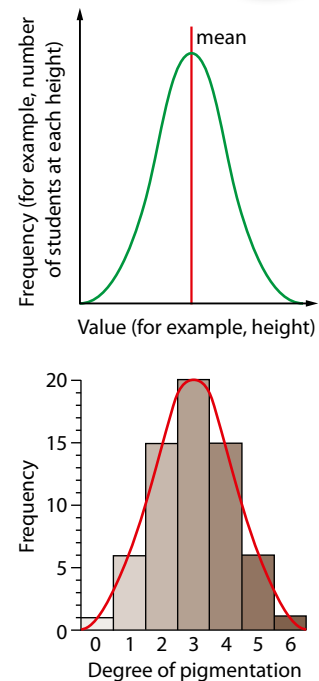 mean
Frequency (for example, number
of students at each height)
Value (for example, height)
20
15
10
5
0
Frequency
0 1 2 3 4 5 6
Degree of pigmentation